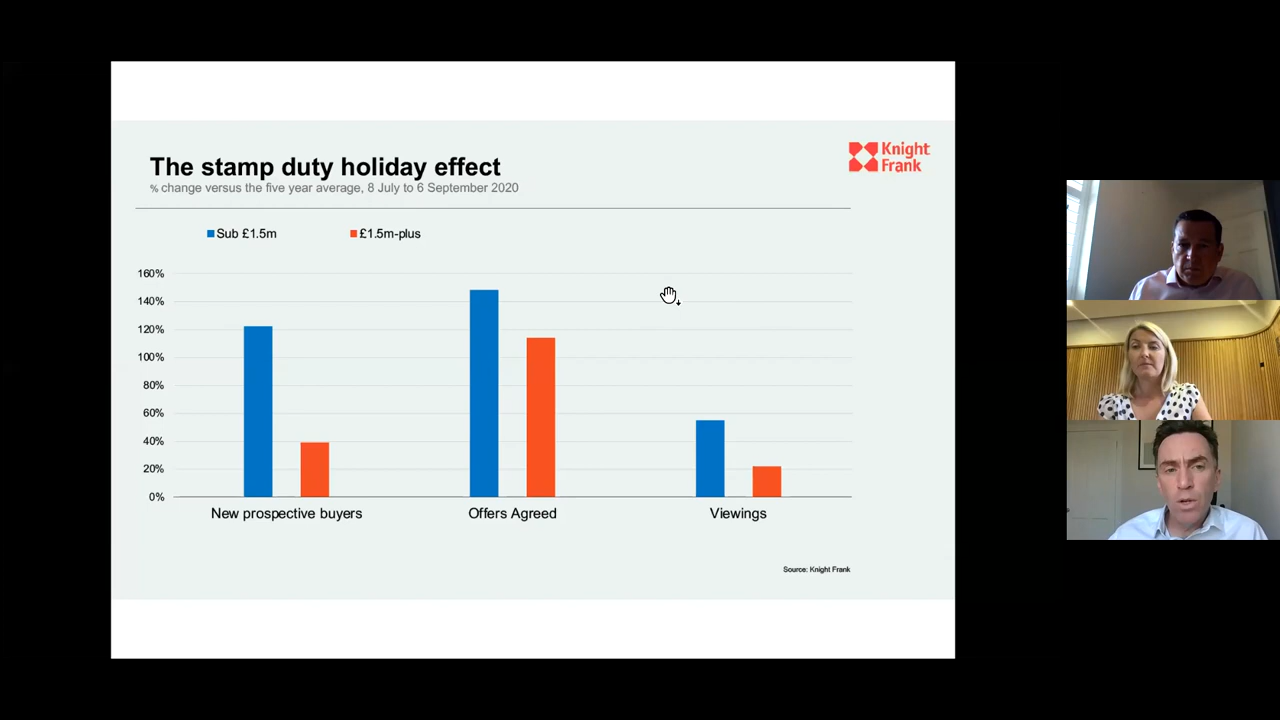 The stamp duty holiday effect
% change versus the five year average, 8 July to 6 September 2020
Knight
Frank
Sub £1.5m
£1.5m-plus
160%
140%
120%
100%
80%
60%
40%
20%
0%
New prospective buyers
Offers Agreed
Viewings
Source: Knight Frank